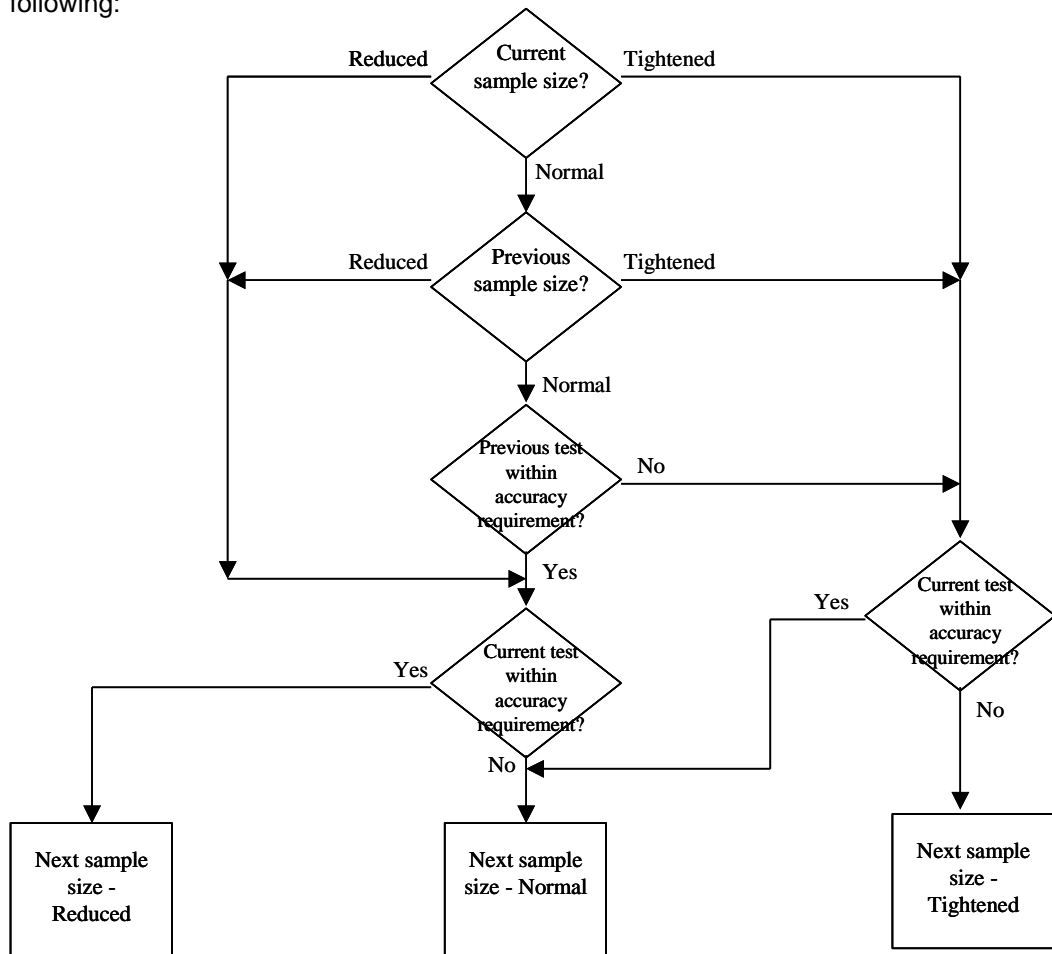 following:
Reduced
Current
sample size?
Tightened
Normal
Reduced
Previous
sample size?
Tightened
Normal
Previous test
within
accuracy
requirement?
No
Yes
Current test
within
accuracy
requirement?
Yes
No
Yes
Current test
within
accuracy
requirement?
No
Next sample
size -
Reduced
Next sample
size - Normal
Next sample
size -
Tightened